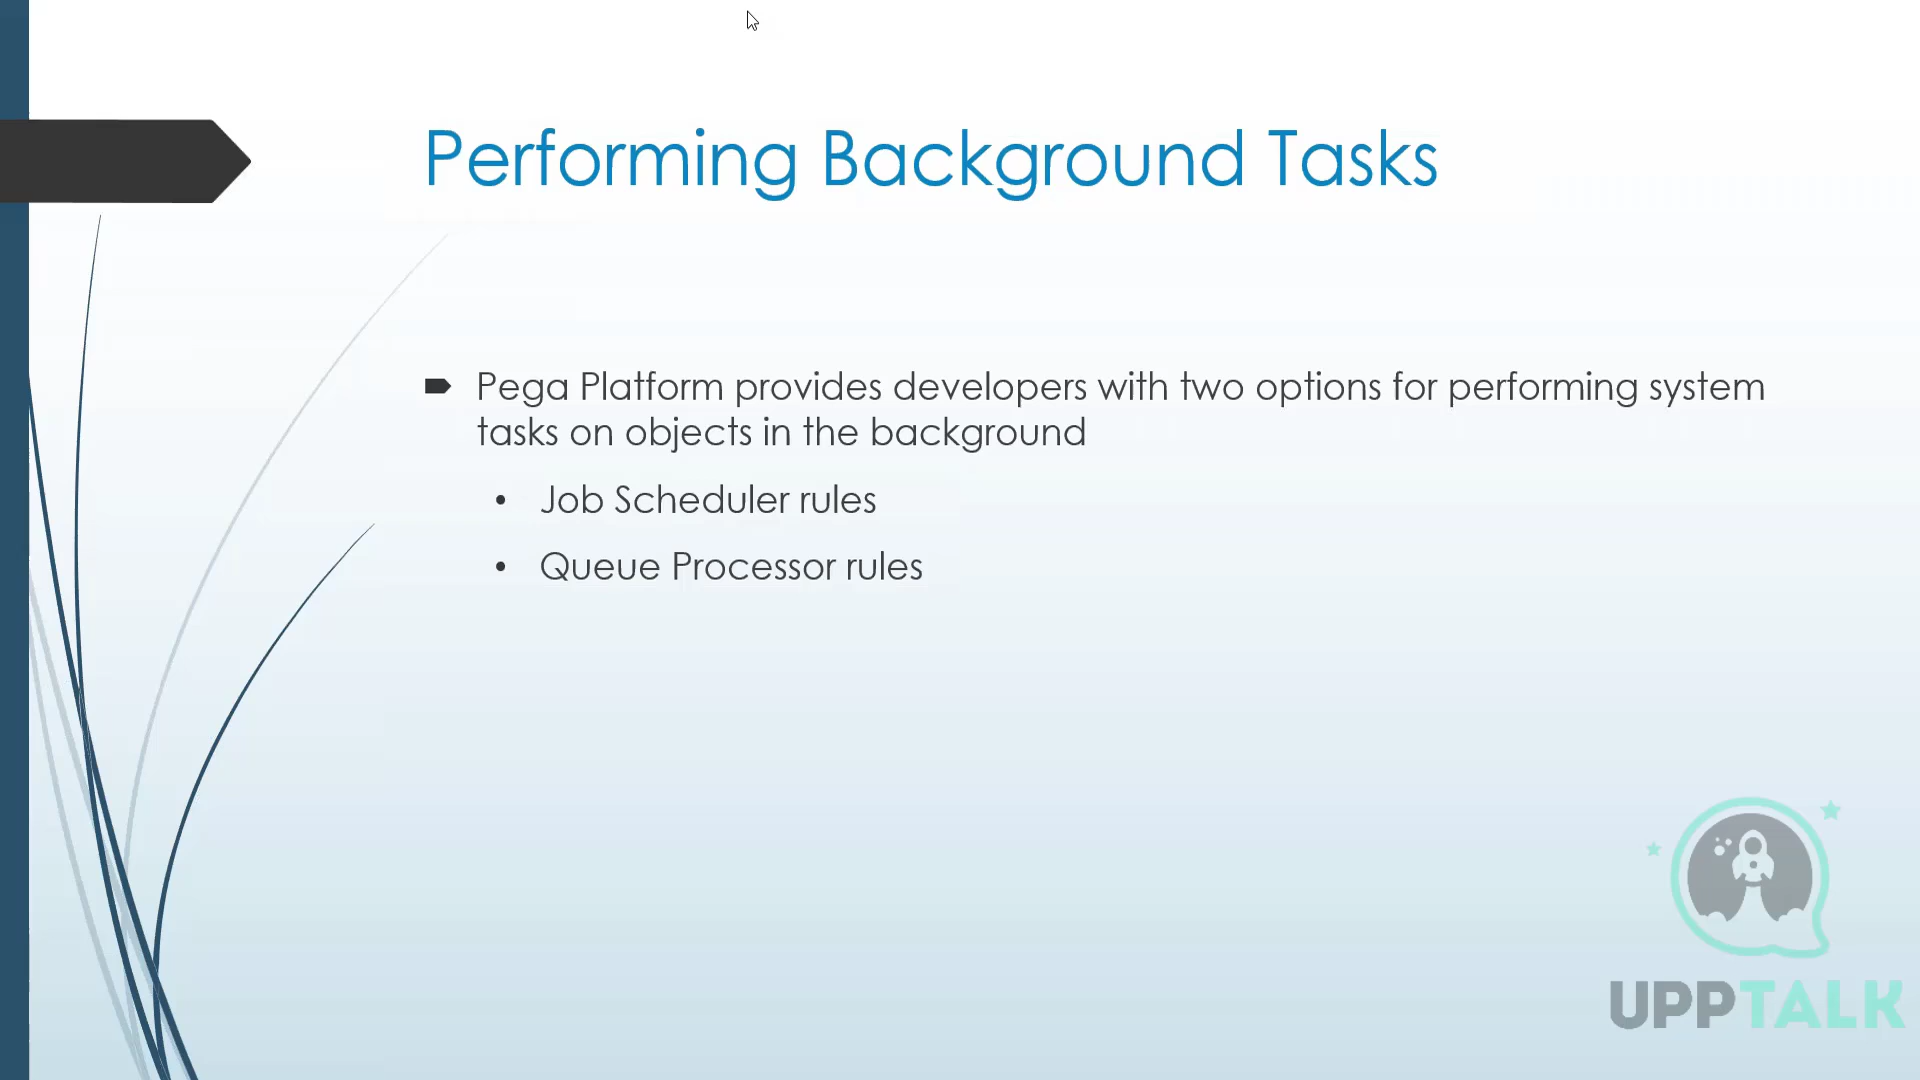 Performing Background Tasks
Pega Platform provides developers with two options for performing system
tasks on objects in the background
• Job Scheduler rules
• Queue Processor rules
UPPTALK